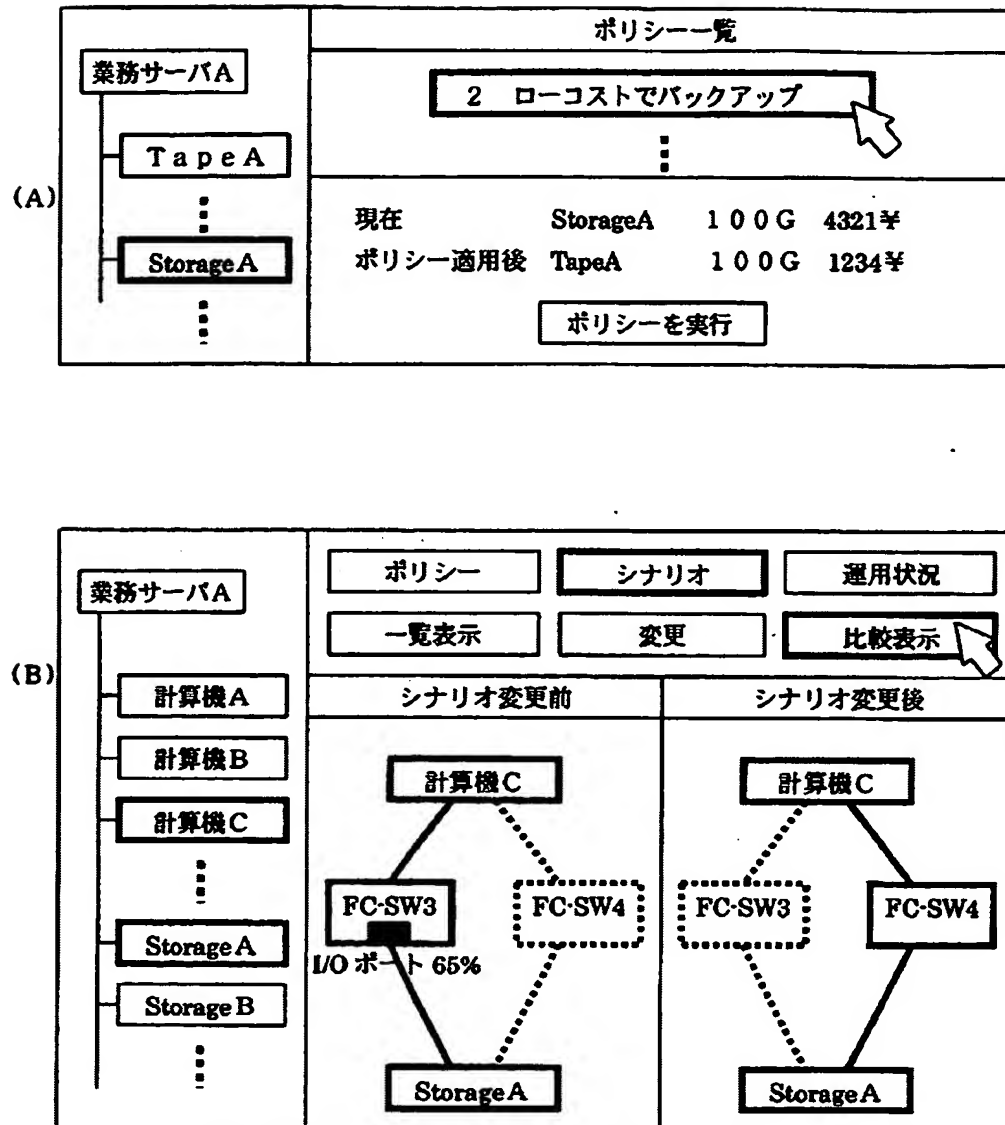 (A)
業務サーバA
TapeA
StorageA
ポリシー一覧
2 ローコストでバックアップ
現在 StorageA 100G 4321¥
ポリシー適用後 TapeA 100G 1234¥
ポリシーを実行
(B)
業務サーバA
計算機A
計算機B
計算機C
StorageA
StorageB
ポリシー シナリオ 運用状況
一覧表示 変更 比較表示
シナリオ変更前
計算機C
FC-SW3 FC-SW4
I/Oポート 65%
StorageA
シナリオ変更後
計算機C
FC-SW3 FC-SW4
StorageA